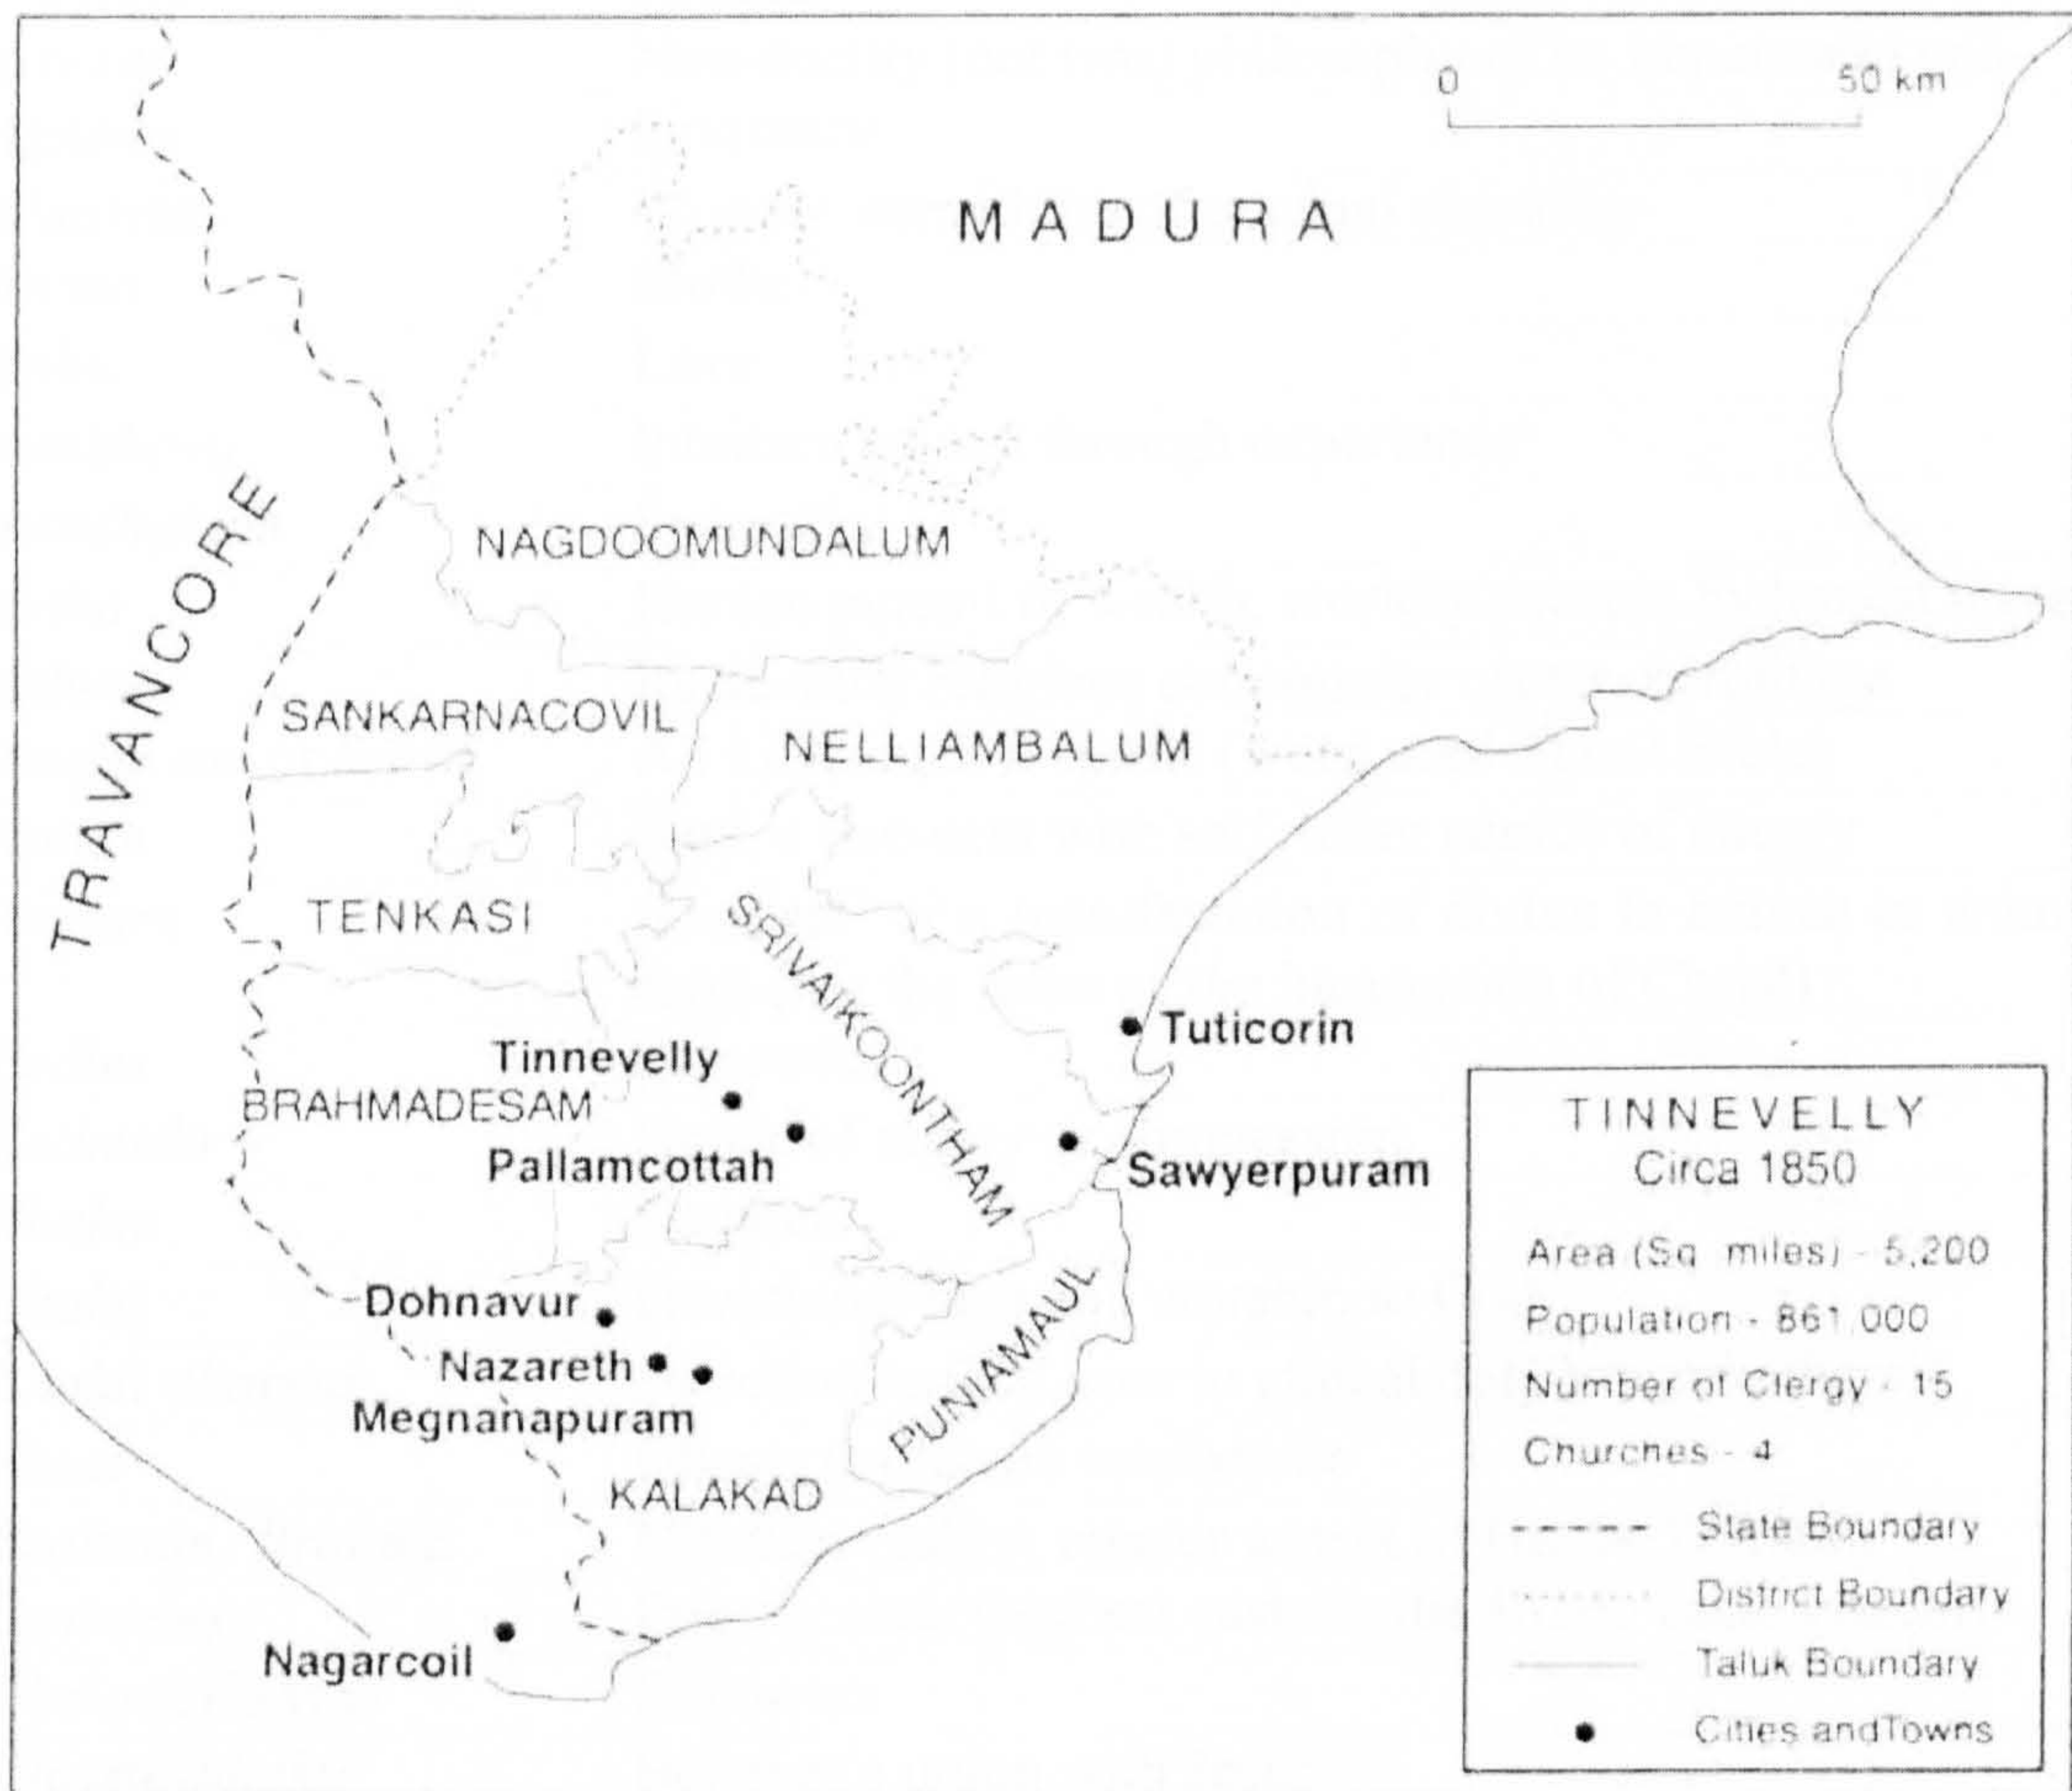 0 50 km
MADURA
TRAVANCORE
NAGDOOMUNDALUM
SANKARNACOVIL
NELLIAMBALUM
TENKASI
SRIVAIKOONTHAM
Tuticorin
Tinnevelly
BRAHMADESAM
Pallamcottah
Sawyerpuram
Dohnavur
PUNIAMAUL
Nazareth
Megnanapuram
KALAKAD
Nagarcoil
TINNEVELLY
Circa 1850
Area (Sq miles) - 5,200
Population - 861,000
Number of Clergy - 15
Churches - 4
State Boundary
District Boundary
Taluk Boundary
Cities andTowns